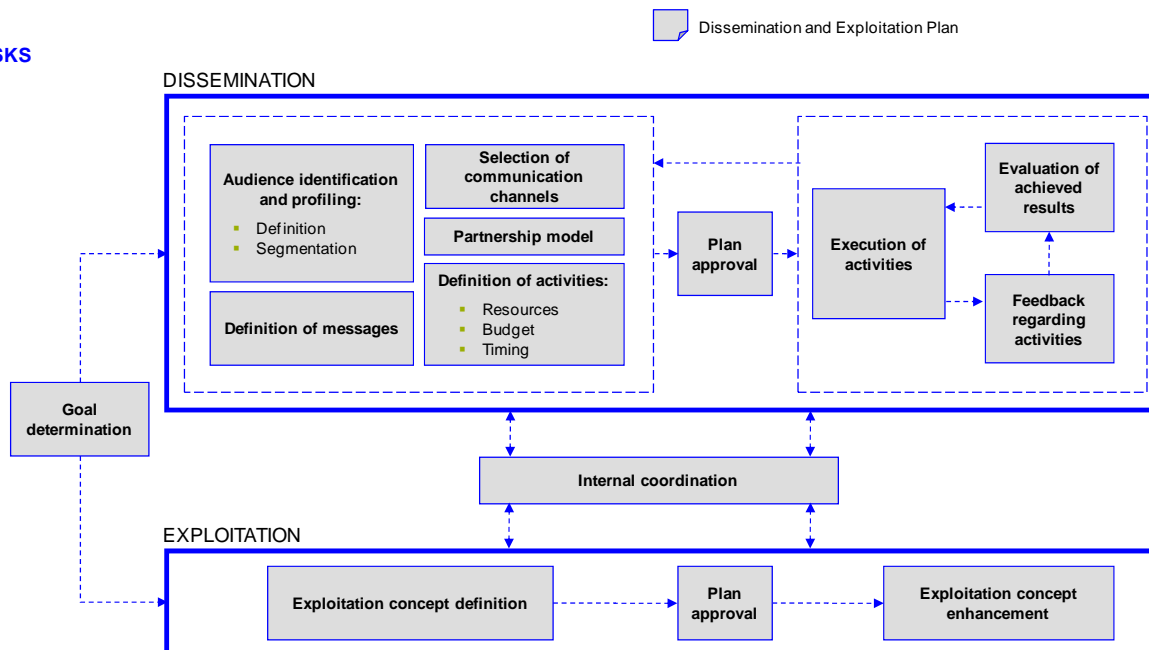 Dissemination and Exploitation Plan
DISSEMINATION
Audience identification
and profiling:
Definition
Segmentation
Definition of messages
Selection of
communication
channels
Partnership model
Definition of activities:
Resources
Budget
Timing
Plan
approval
Execution of
activities
Evaluation of
achieved
results
Feedback
regarding
activities
Goal
determination
Internal coordination
EXPLOITATION
Exploitation concept definition
Plan
approval
Exploitation concept
enhancement